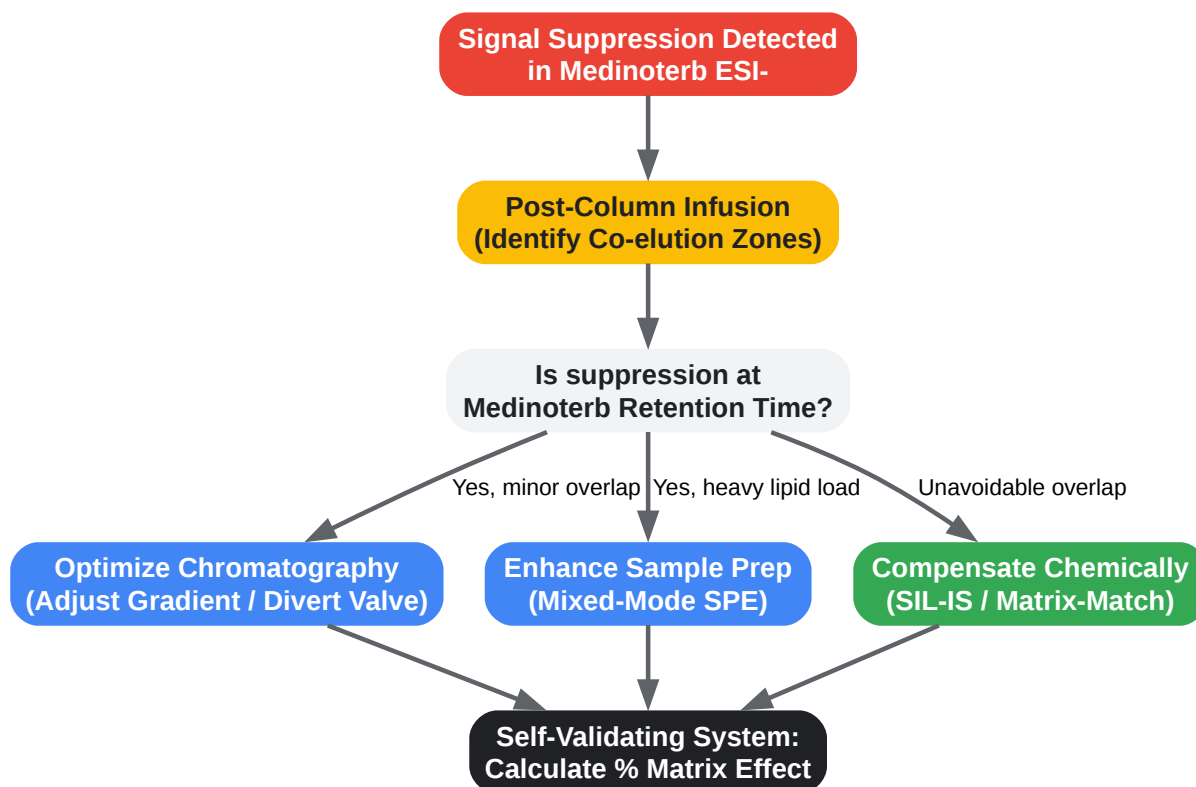 Signal Suppression Detected
in Medinoterb ESI-
Post-Column Infusion
(Identify Co-elution Zones)
Is suppression at
Medinoterb Retention Time?
Yes, minor overlap
Yes, heavy lipid load
Unavoidable overlap
Optimize Chromatography
(Adjust Gradient / Divert Valve)
Enhance Sample Prep
(Mixed-Mode SPE)
Compensate Chemically
(SIL-IS / Matrix-Match)
Self-Validating System:
Calculate % Matrix Effect